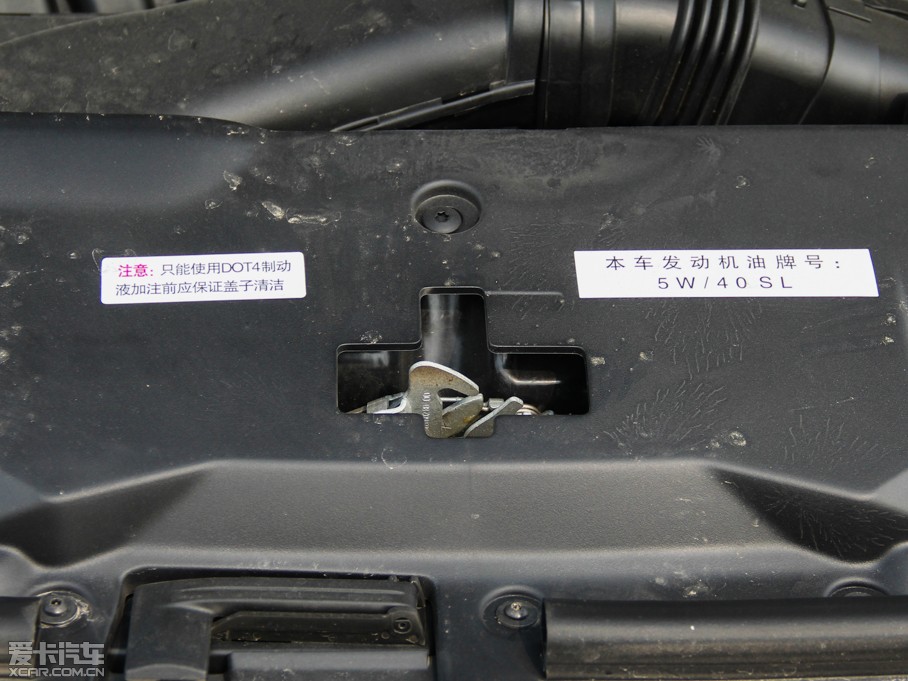 注意：只能使用DOT4制动
液加注前应保证盖子清洁
本车发动机油牌号：
5W/40 SL
爱卡汽车
XCAR.COM.CN